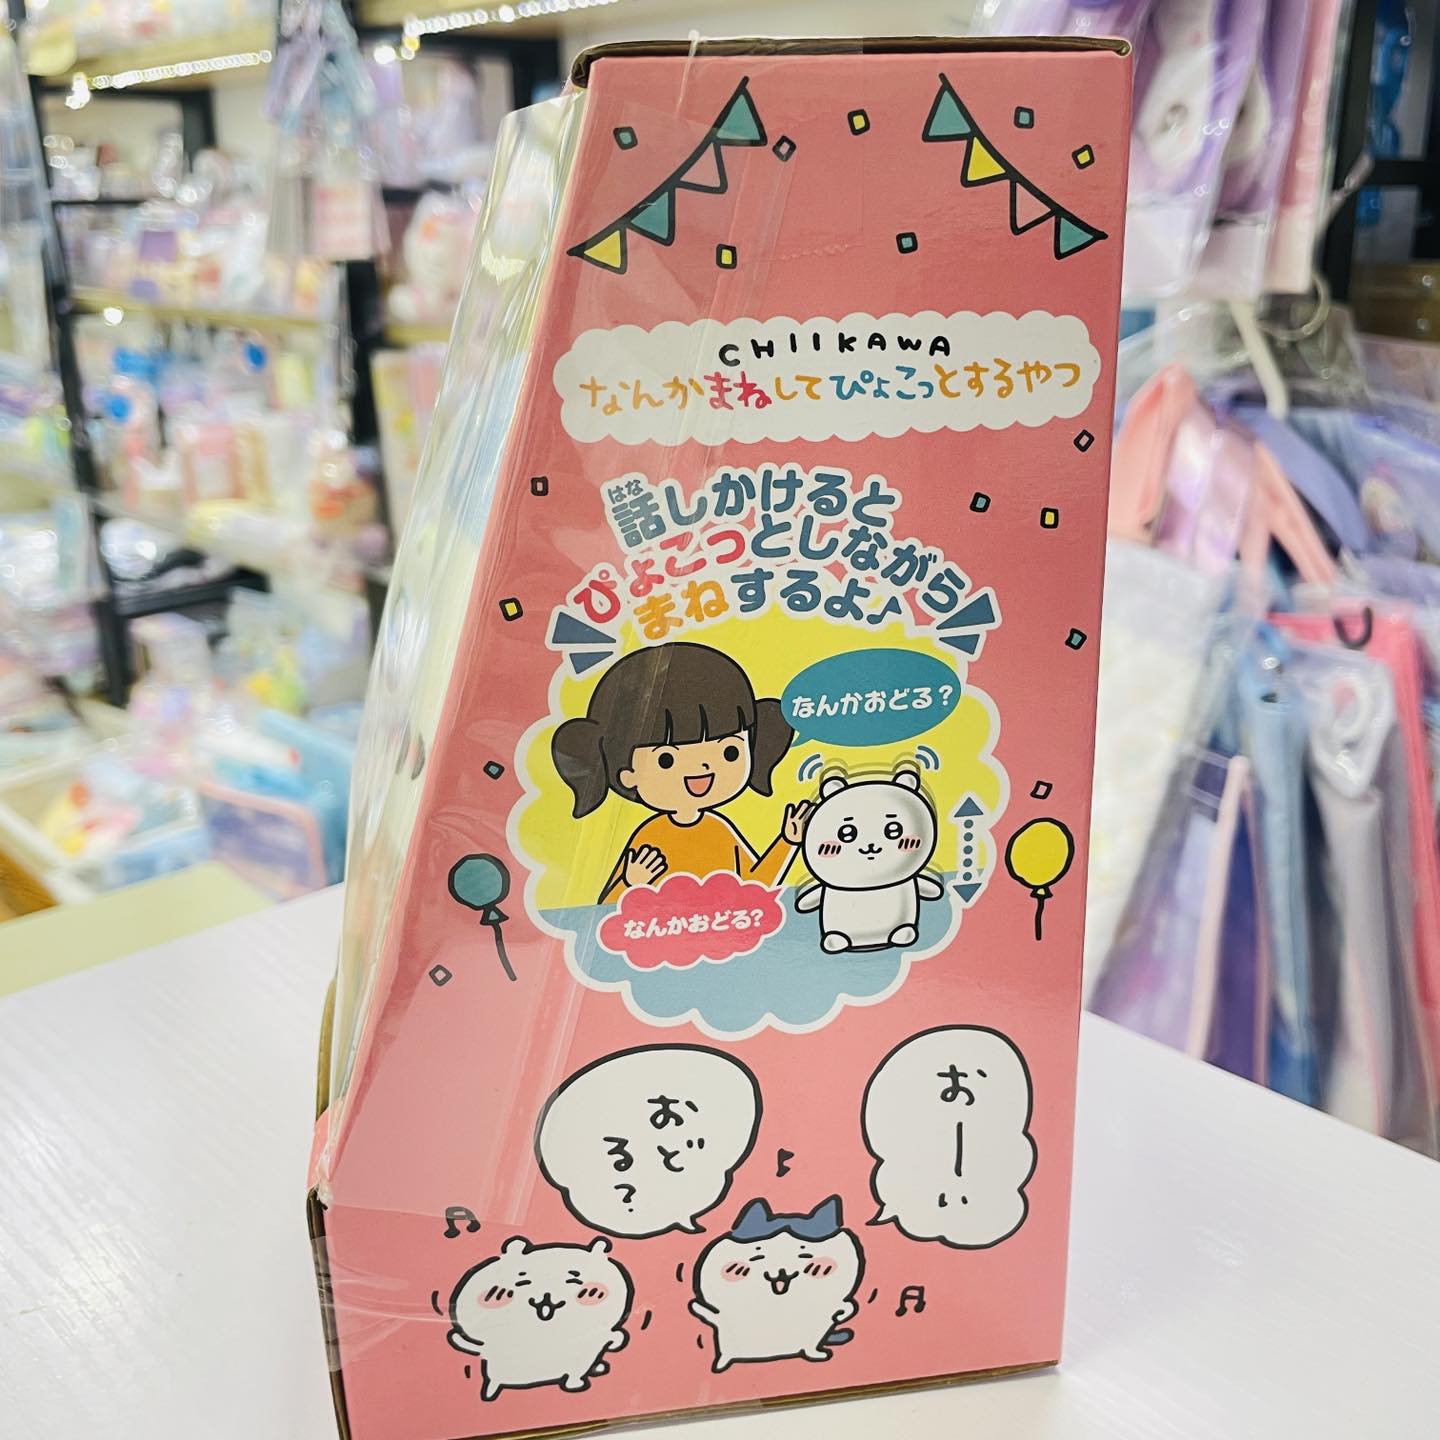 CHIIKAWA
なんかまねしてぴょこっとするやつ
はな
話しかけると
ぴょこっとしながら
まねするよ♪
なんかおどる?
なんかおどる?
おーい
おど
る?